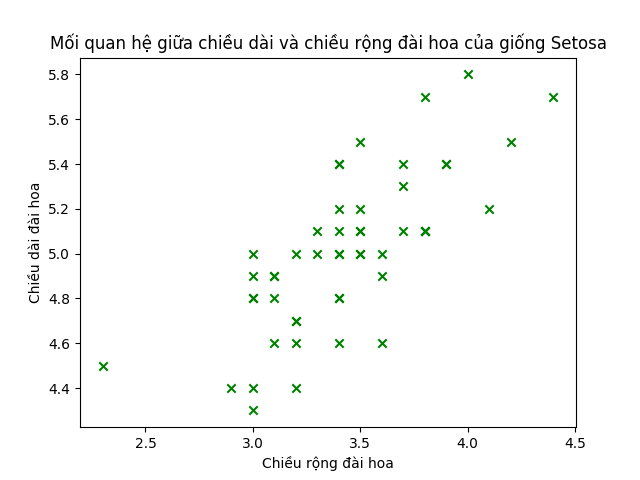 Mối quan hệ giữa chiều dài và chiều rộng đài hoa của giống Setosa
Chiều dài đài hoa
5.8
5.6
5.4
5.2
5.0
4.8
4.6
4.4
2.5 3.0 3.5 4.0 4.5
Chiều rộng đài hoa